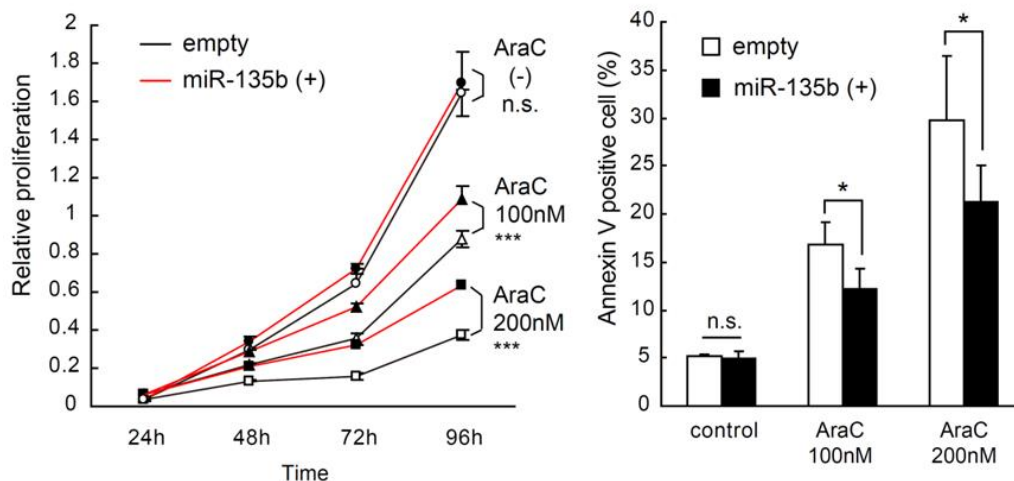 Relative proliferation
2
1.8
1.6
1.4
1.2
1
0.8
0.6
0.4
0.2
0
empty
miR-135b (+)
AraC
(-)
n.s.
AraC
100nM
***
AraC
200nM
***
24h 48h 72h 96h
Time
Annexin V positive cell (%)
40
35
30
25
20
15
10
5
0
empty
miR-135b (+)
n.s.
*
*
control AraC AraC
100nM 200nM